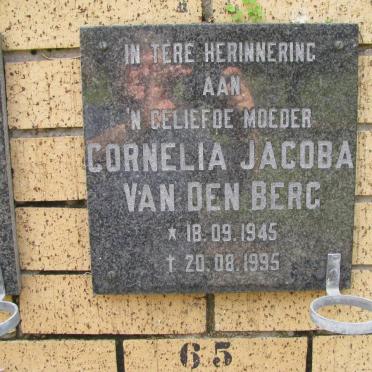 IN TERE HERINNERING
AAN
'N GELIEFDE MOEDER
CORNELIA JACOBA
VAN DEN BERG
* 18.09.1945
† 20.08.1995
65